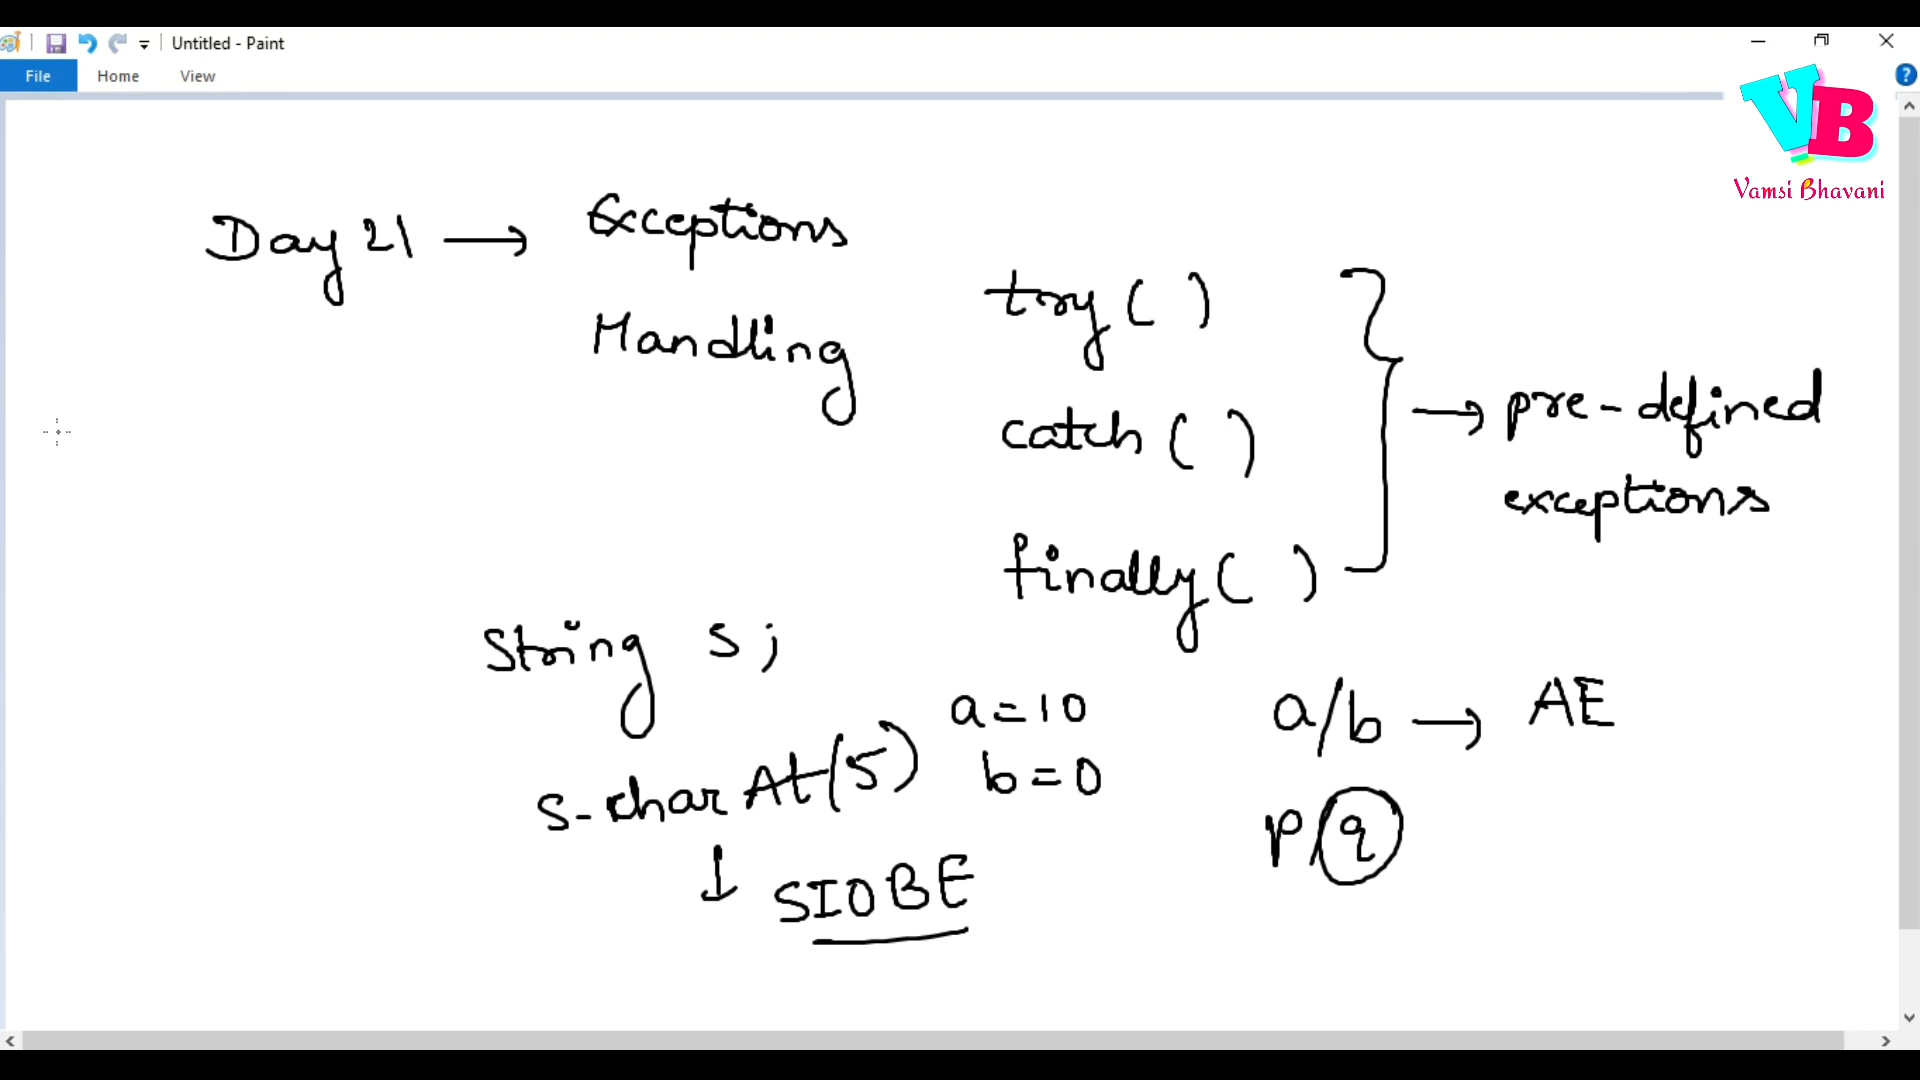 Untitled - Paint
File Home View
?
VB
Vamsi Bhavani
Day 21 → Exceptions
Handling
try ( )
catch ( )
finally ( )
→ pre-defined
exceptions
String s ;
s-charAt(5)
↓ SIOBE
a=10
b=0
a/b → AE
p/q